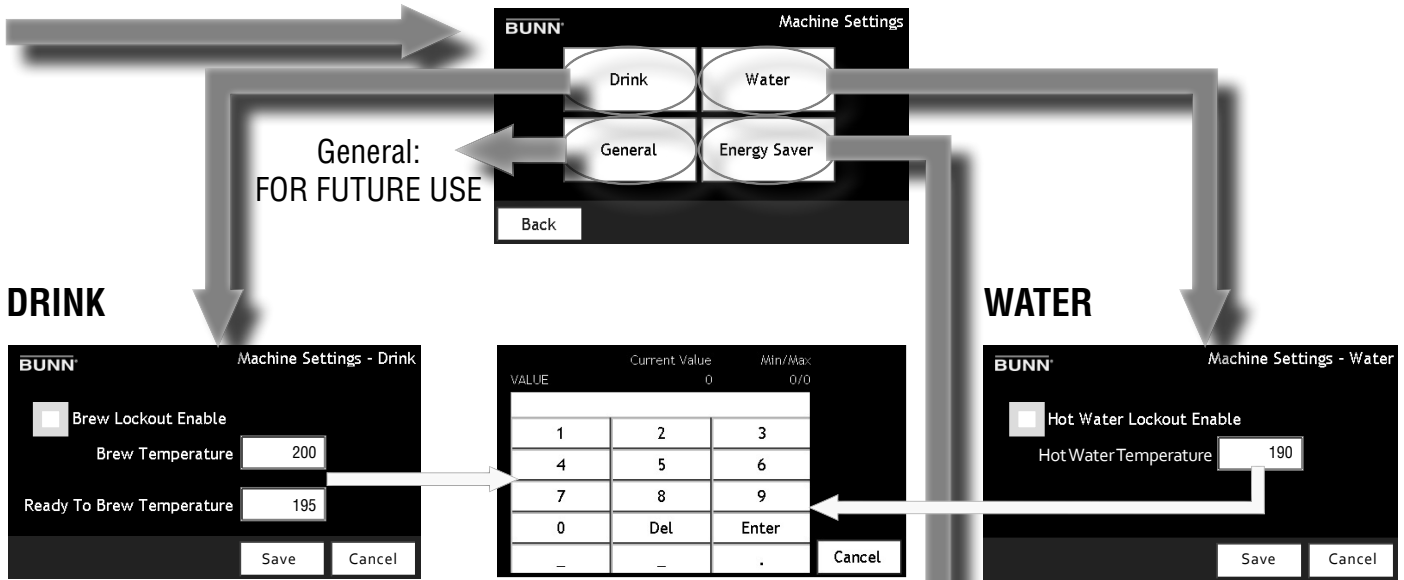 BUNN Machine Settings
Drink Water
General Energy Saver
Back
General:
FOR FUTURE USE
DRINK
BUNN Machine Settings - Drink
Brew Lockout Enable
Brew Temperature 200
Ready To Brew Temperature 195
Save Cancel
Current Value Min/Max
VALUE 0 0/0
1 2 3
4 5 6
7 8 9
0 Del Enter
_ _ .
Cancel
WATER
BUNN Machine Settings - Water
Hot Water Lockout Enable
Hot Water Temperature 190
Save Cancel